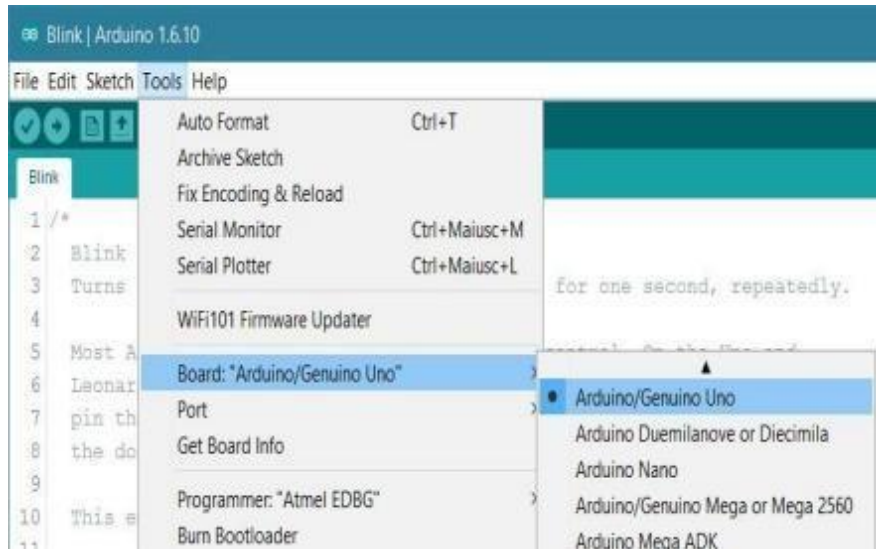 Blink | Arduino 1.6.10
File Edit Sketch Tools Help
Auto Format Ctrl+T
Archive Sketch
Fix Encoding & Reload
Serial Monitor Ctrl+Maiusc+M
Serial Plotter Ctrl+Maiusc+L
WiFi101 Firmware Updater
Board: "Arduino/Genuino Uno"
Port
Get Board Info
Programmer: "Atmel EDBG"
Burn Bootloader
Arduino/Genuino Uno
Arduino Duemilanove or Diecimila
Arduino Nano
Arduino/Genuino Mega or Mega 2560
Arduino Mega ADK
Blink
1 /*
2 Blink
3 Turns for one second, repeatedly.
4
5 Most A
6 Leonar
7 pin th
8 the do
9
10 This e